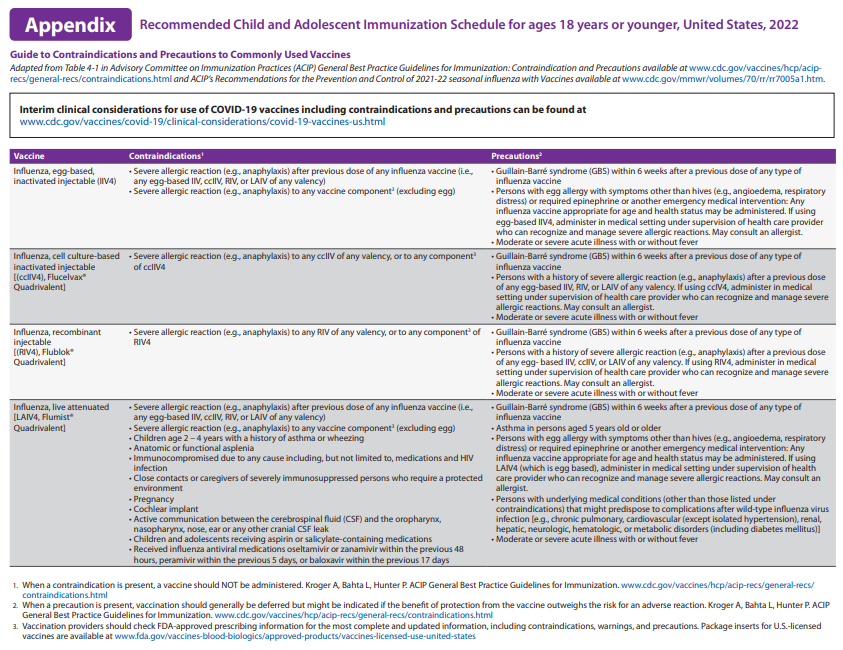 Appendix
Recommended Child and Adolescent Immunization Schedule for ages 18 years or younger, United States, 2022
Guide to Contraindications and Precautions to Commonly Used Vaccines
Adapted from Table 4-1 in Advisory Committee on Immunization Practices (ACIP) General Best Practice Guidelines for Immunization: Contraindication and Precautions available at www.cdc.gov/vaccines/hcp/acip-
recs/general-recs/contraindications.html and ACIP's Recommendations for the Prevention and Control of 2021-22 seasonal influenza with Vaccines available at www.cdc.gov/mmwr/volumes/70/rr/rr7005a1.htm.
Interim clinical considerations for use of COVID-19 vaccines including contraindications and precautions can be found at
www.cdc.gov/vaccines/covid-19/clinical-considerations/covid-19-vaccines-us.html
Vaccine
Contraindications¹
Precautions²
Influenza, egg-based,
inactivated injectable (IIV4)
• Severe allergic reaction (e.g., anaphylaxis) after previous dose of any influenza vaccine (i.e.,
any egg-based IIV, ccIIV, RIV, or LAIV of any valency)
• Severe allergic reaction (e.g., anaphylaxis) to any vaccine component³ (excluding egg)
• Guillain-Barré syndrome (GBS) within 6 weeks after a previous dose of any type of
influenza vaccine
• Persons with egg allergy with symptoms other than hives (e.g., angioedema, respiratory
distress) or required epinephrine or another emergency medical intervention: Any
influenza vaccine appropriate for age and health status may be administered. If using
egg-based IIV4, administer in medical setting under supervision of health care provider
who can recognize and manage severe allergic reactions. May consult an allergist.
• Moderate or severe acute illness with or without fever
Influenza, cell culture-based
inactivated injectable
[(ccIIV4), Flucelvax®
Quadrivalent]
• Severe allergic reaction (e.g., anaphylaxis) to any ccIIV of any valency, or to any component³
of ccIIV4
• Guillain-Barré syndrome (GBS) within 6 weeks after a previous dose of any type of
influenza vaccine
• Persons with a history of severe allergic reaction (e.g., anaphylaxis) after a previous dose
of any egg-based IIV, RIV, or LAIV of any valency. If using ccIV4, administer in medical
setting under supervision of health care provider who can recognize and manage severe
allergic reactions. May consult an allergist.
• Moderate or severe acute illness with or without fever
Influenza, recombinant
injectable
[(RIV4), Flublok®
Quadrivalent]
• Severe allergic reaction (e.g., anaphylaxis) to any RIV of any valency, or to any component³ of
RIV4
• Guillain-Barré syndrome (GBS) within 6 weeks after a previous dose of any type of
influenza vaccine
• Persons with a history of severe allergic reaction (e.g., anaphylaxis) after a previous dose
of any egg- based IIV, ccIIV, or LAIV of any valency. If using RIV4, administer in medical
setting under supervision of health care provider who can recognize and manage severe
allergic reactions. May consult an allergist.
• Moderate or severe acute illness with or without fever
Influenza, live attenuated
[LAIV4, Flumist®
Quadrivalent]
• Severe allergic reaction (e.g., anaphylaxis) after previous dose of any influenza vaccine (i.e.,
any egg-based IIV, ccIIV, RIV, or LAIV of any valency)
• Severe allergic reaction (e.g., anaphylaxis) to any vaccine component³ (excluding egg)
• Children age 2 – 4 years with a history of asthma or wheezing
• Anatomic or functional asplenia
• Immunocompromised due to any cause including, but not limited to, medications and HIV
infection
• Close contacts or caregivers of severely immunosuppressed persons who require a protected
environment
• Pregnancy
• Cochlear implant
• Active communication between the cerebrospinal fluid (CSF) and the oropharynx,
nasopharynx, nose, ear or any other cranial CSF leak
• Children and adolescents receiving aspirin or salicylate-containing medications
• Received influenza antiviral medications oseltamivir or zanamivir within the previous 48
hours, peramivir within the previous 5 days, or baloxavir within the previous 17 days
• Guillain-Barré syndrome (GBS) within 6 weeks after a previous dose of any type of
influenza vaccine
• Asthma in persons aged 5 years old or older
• Persons with egg allergy with symptoms other than hives (e.g., angioedema, respiratory
distress) or required epinephrine or another emergency medical intervention: Any
influenza vaccine appropriate for age and health status may be administered. If using
LAIV4 (which is egg based), administer in medical setting under supervision of health
care provider who can recognize and manage severe allergic reactions. May consult an
allergist.
• Persons with underlying medical conditions (other than those listed under
contraindications) that might predispose to complications after wild-type influenza virus
infection [e.g., chronic pulmonary, cardiovascular (except isolated hypertension), renal,
hepatic, neurologic, hematologic, or metabolic disorders (including diabetes mellitus)]
• Moderate or severe acute illness with or without fever
1. When a contraindication is present, a vaccine should NOT be administered. Kroger A, Bahta L, Hunter P. ACIP General Best Practice Guidelines for Immunization. www.cdc.gov/vaccines/hcp/acip-recs/general-recs/
contraindications.html
2. When a precaution is present, vaccination should generally be deferred but might be indicated if the benefit of protection from the vaccine outweighs the risk for an adverse reaction. Kroger A, Bahta L, Hunter P. ACIP
General Best Practice Guidelines for Immunization. www.cdc.gov/vaccines/hcp/acip-recs/general-recs/contraindications.html
3. Vaccination providers should check FDA-approved prescribing information for the most complete and updated information, including contraindications, warnings, and precautions. Package inserts for U.S.-licensed
vaccines are available at www.fda.gov/vaccines-blood-biologics/approved-products/vaccines-licensed-use-united-states